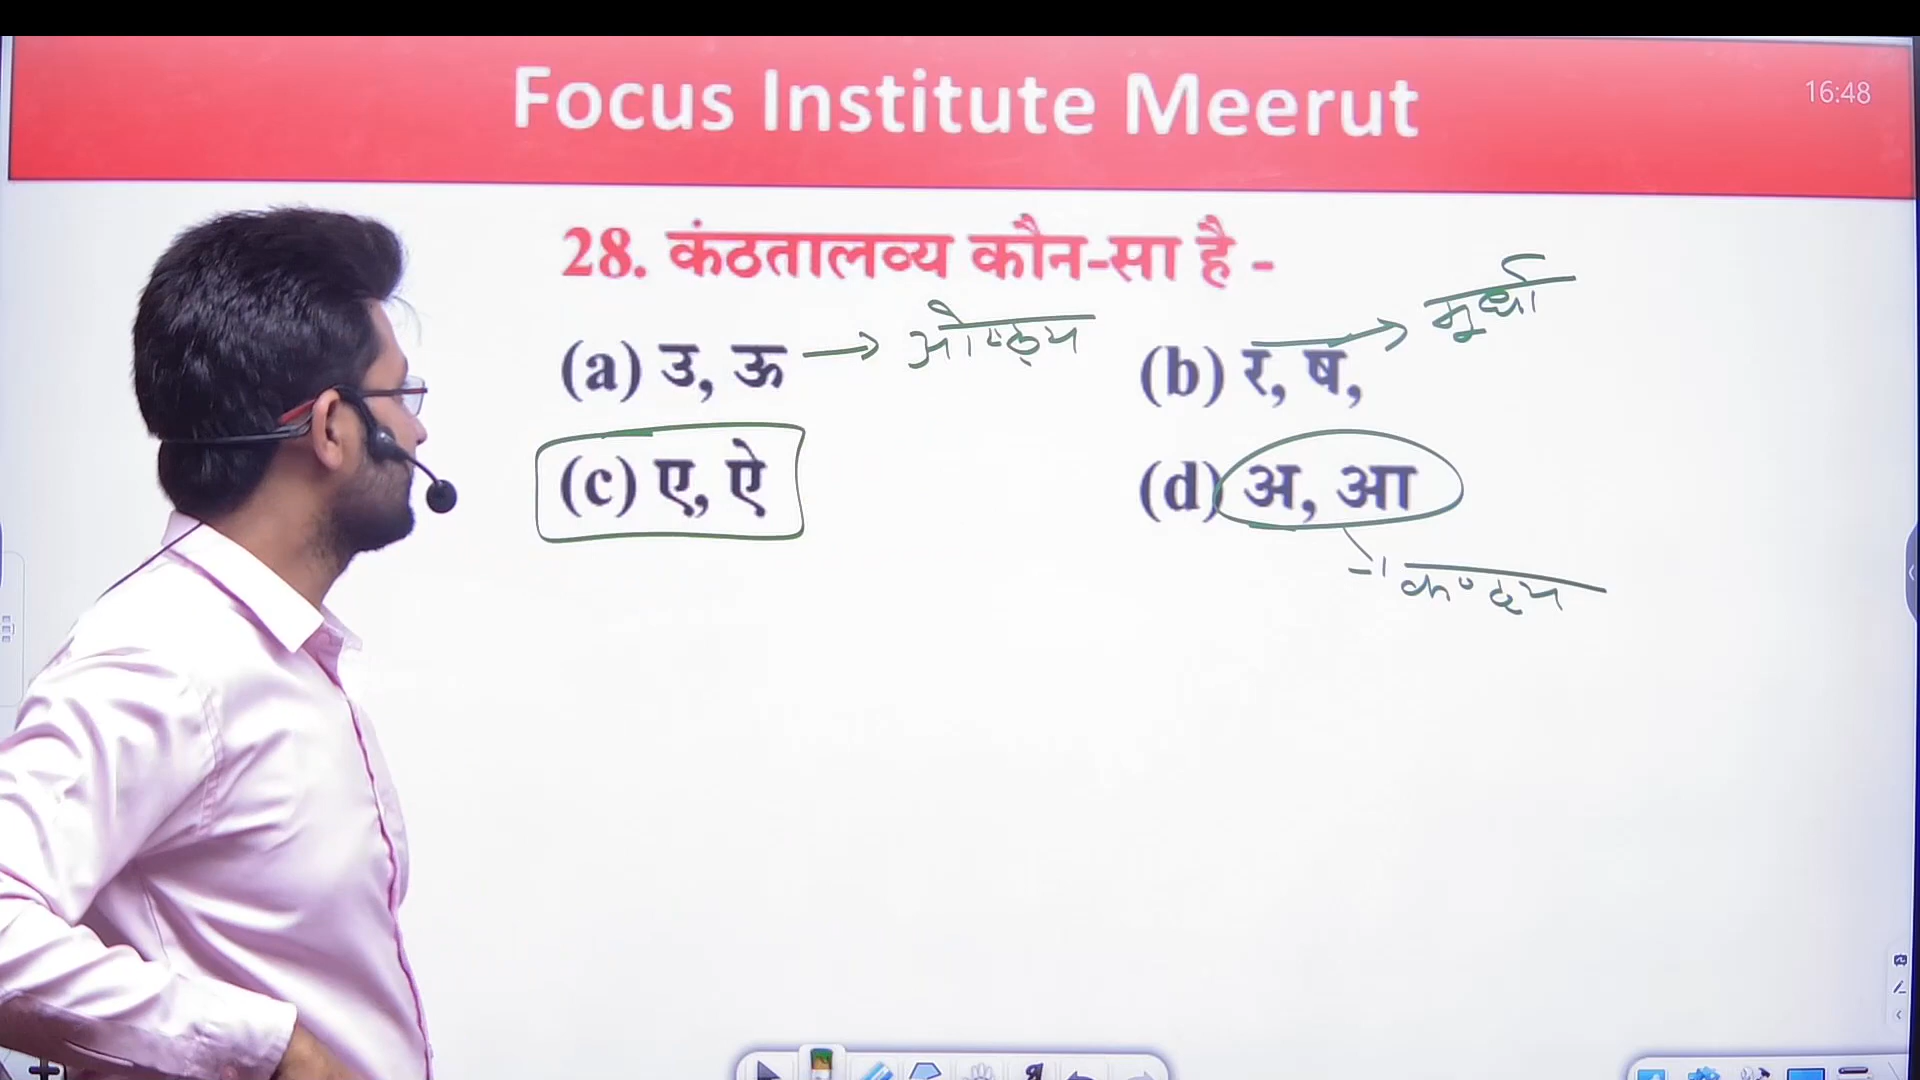 Focus Institute Meerut
16:48
28. कंठतालव्य कौन-सा है -
(a) उ, ऊ → ओष्ठ्य
(b) र, ष, → मुर्धा
(c) ए, ऐ
(d) अ, आ
→ कण्ठ्य